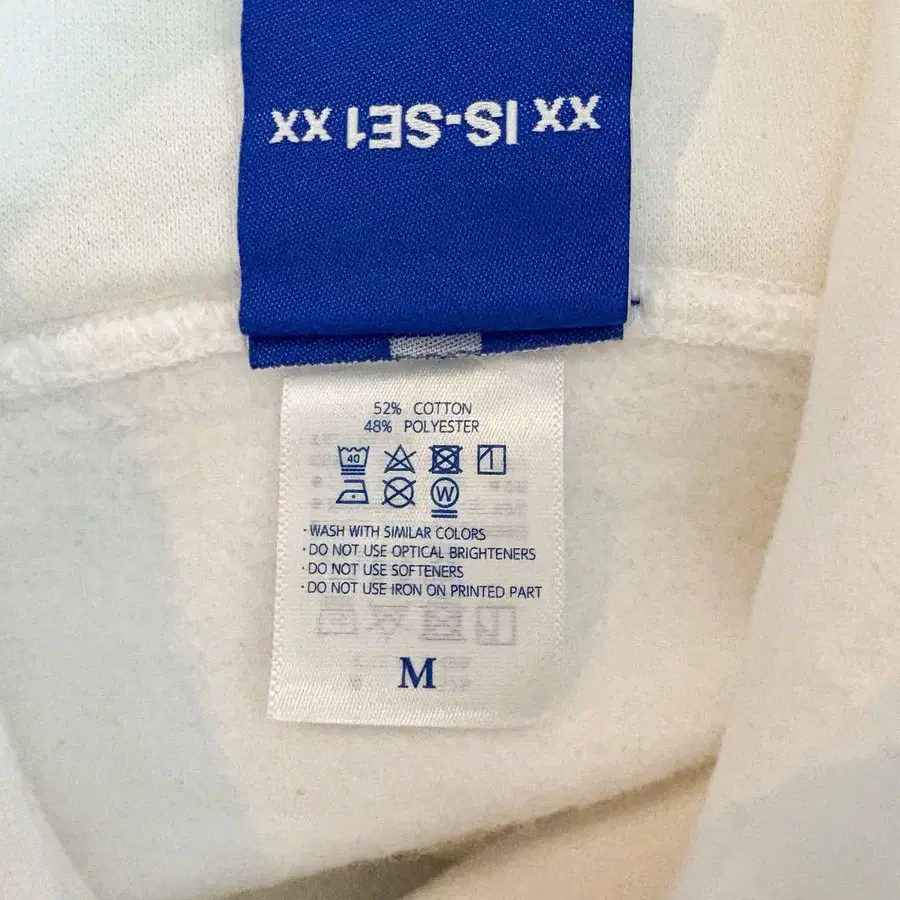 xx IS-SE1 xx
52% COTTON
48% POLYESTER
40
W
·WASH WITH SIMILAR COLORS
·DO NOT USE OPTICAL BRIGHTENERS
·DO NOT USE SOFTENERS
·DO NOT USE IRON ON PRINTED PART
M